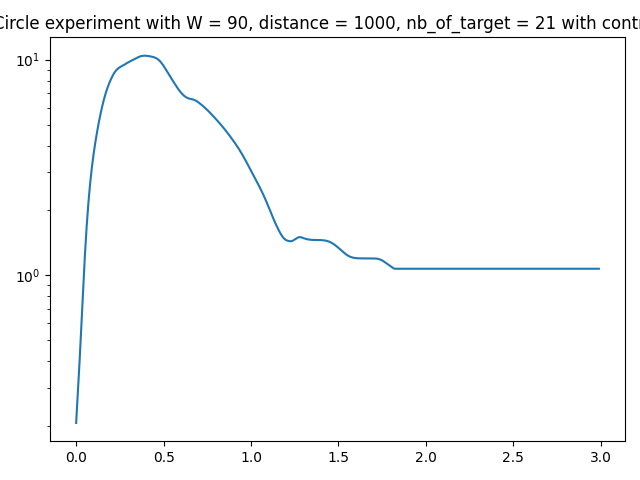 Circle experiment with W = 90, distance = 1000, nb_of_target = 21 with
10¹
10⁰
0.0 0.5 1.0 1.5 2.0 2.5 3.0